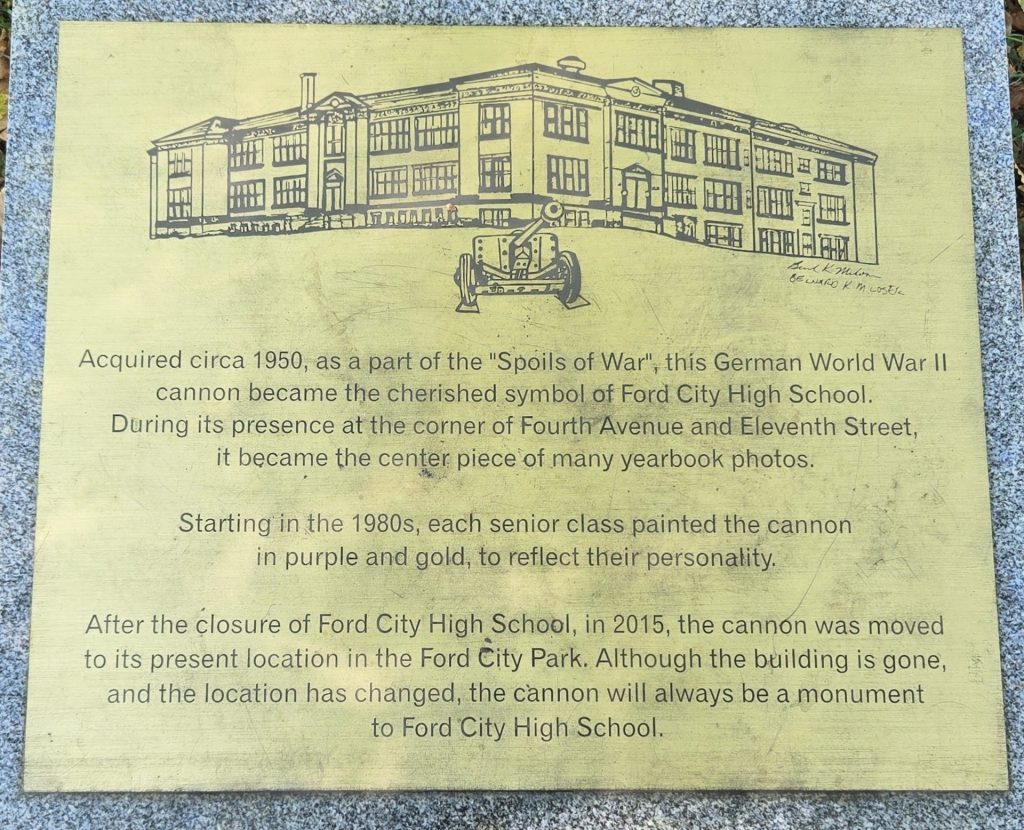 Acquired circa 1950, as a part of the "Spoils of War", this German World War II
cannon became the cherished symbol of Ford City High School.
During its presence at the corner of Fourth Avenue and Eleventh Street,
it became the center piece of many yearbook photos.
Starting in the 1980s, each senior class painted the cannon
in purple and gold, to reflect their personality.
After the closure of Ford City High School, in 2015, the cannon was moved
to its present location in the Ford City Park. Although the building is gone,
and the location has changed, the cannon will always be a monument
to Ford City High School.